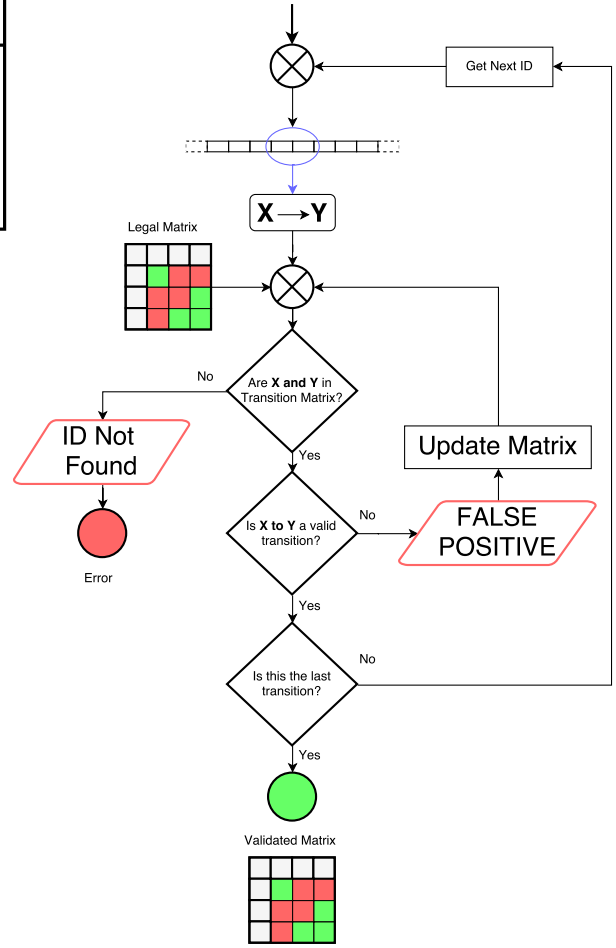 Get Next ID
X → Y
Legal Matrix
Are X and Y in
Transition Matrix?
No
ID Not
Found
Error
Yes
Update Matrix
Is X to Y a valid
transition?
No
FALSE
POSITIVE
Yes
Is this the last
transition?
No
Yes
Validated Matrix